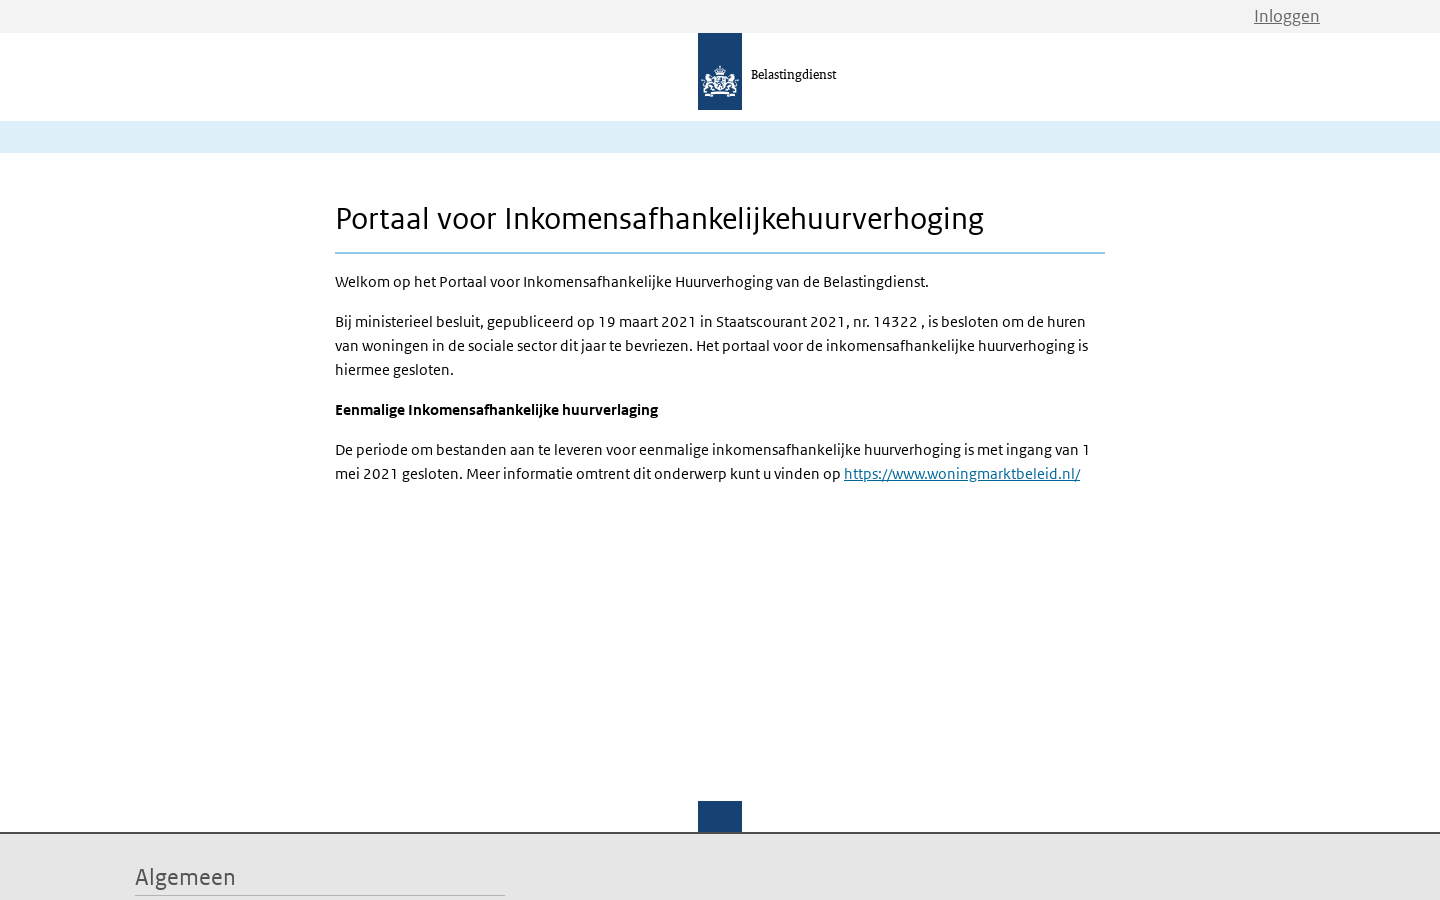 Inloggen
Belastingdienst
Portaal voor Inkomensafhankelijkehuurverhoging
Welkom op het Portaal voor Inkomensafhankelijke Huurverhoging van de Belastingdienst.
Bij ministerieel besluit, gepubliceerd op 19 maart 2021 in Staatscourant 2021, nr. 14322 , is besloten om de huren
van woningen in de sociale sector dit jaar te bevriezen. Het portaal voor de inkomensafhankelijke huurverhoging is
hiermee gesloten.
Eenmalige Inkomensafhankelijke huurverlaging
De periode om bestanden aan te leveren voor eenmalige inkomensafhankelijke huurverhoging is met ingang van 1
mei 2021 gesloten. Meer informatie omtrent dit onderwerp kunt u vinden op https://www.woningmarktbeleid.nl/
Algemeen